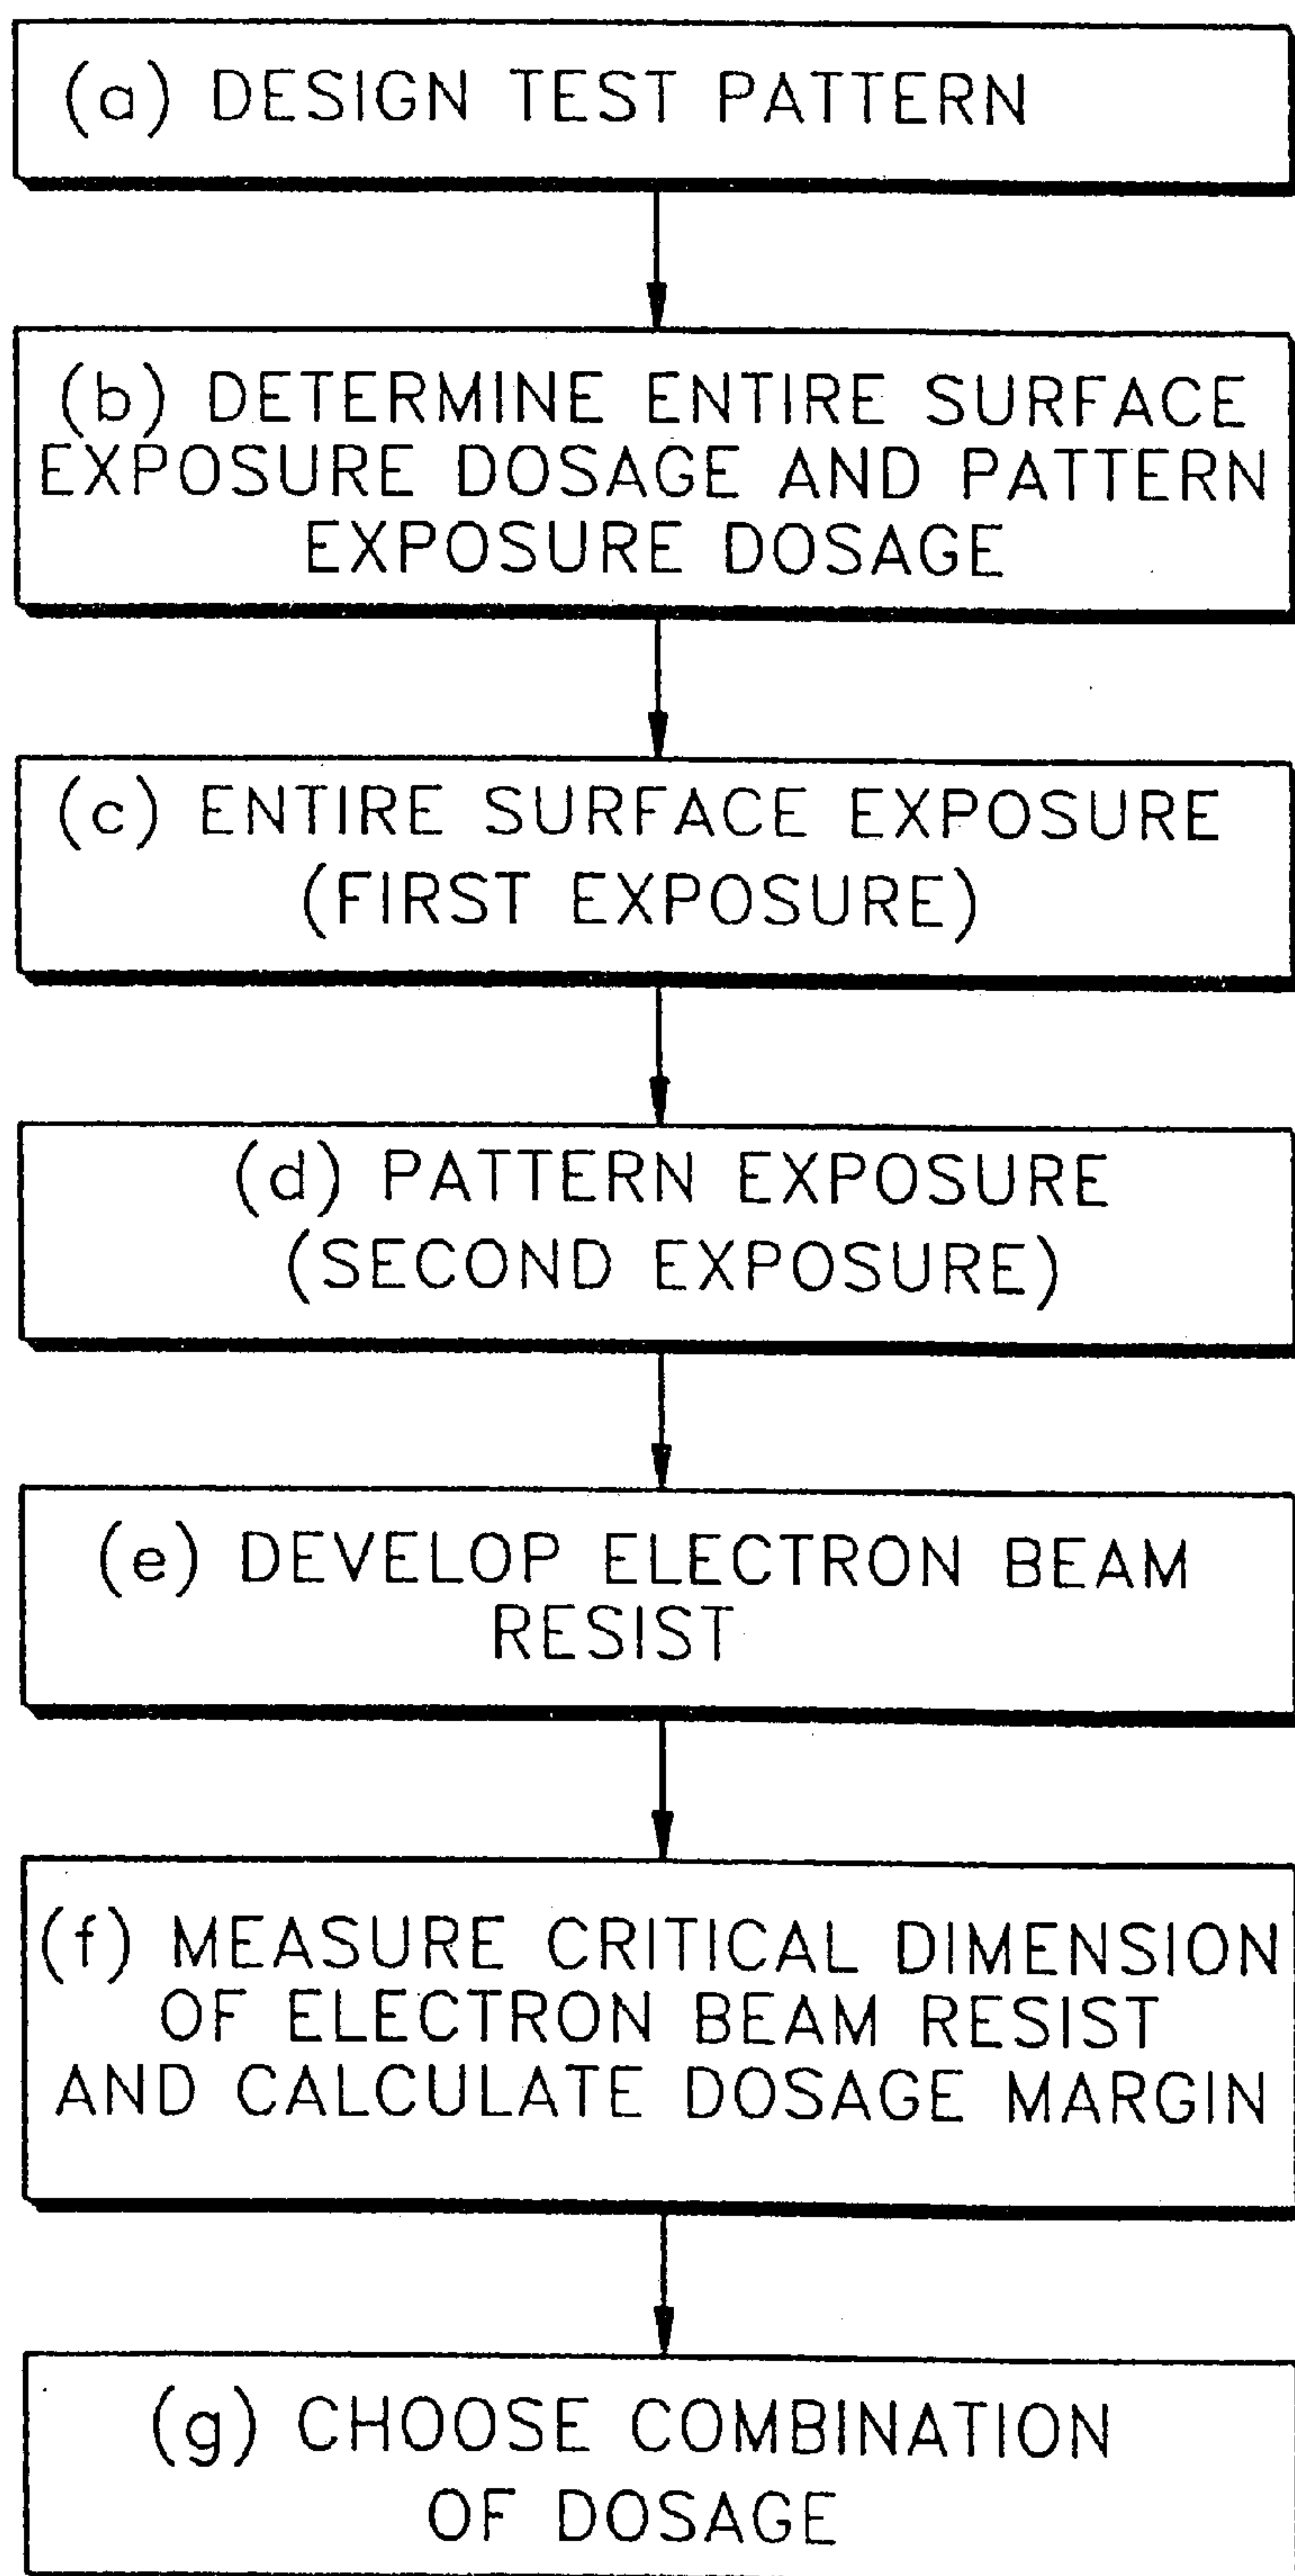 (a) DESIGN TEST PATTERN
(b) DETERMINE ENTIRE SURFACE
EXPOSURE DOSAGE AND PATTERN
EXPOSURE DOSAGE
(c) ENTIRE SURFACE EXPOSURE
(FIRST EXPOSURE)
(d) PATTERN EXPOSURE
(SECOND EXPOSURE)
(e) DEVELOP ELECTRON BEAM
RESIST
(f) MEASURE CRITICAL DIMENSION
OF ELECTRON BEAM RESIST
AND CALCULATE DOSAGE MARGIN
(g) CHOOSE COMBINATION
OF DOSAGE